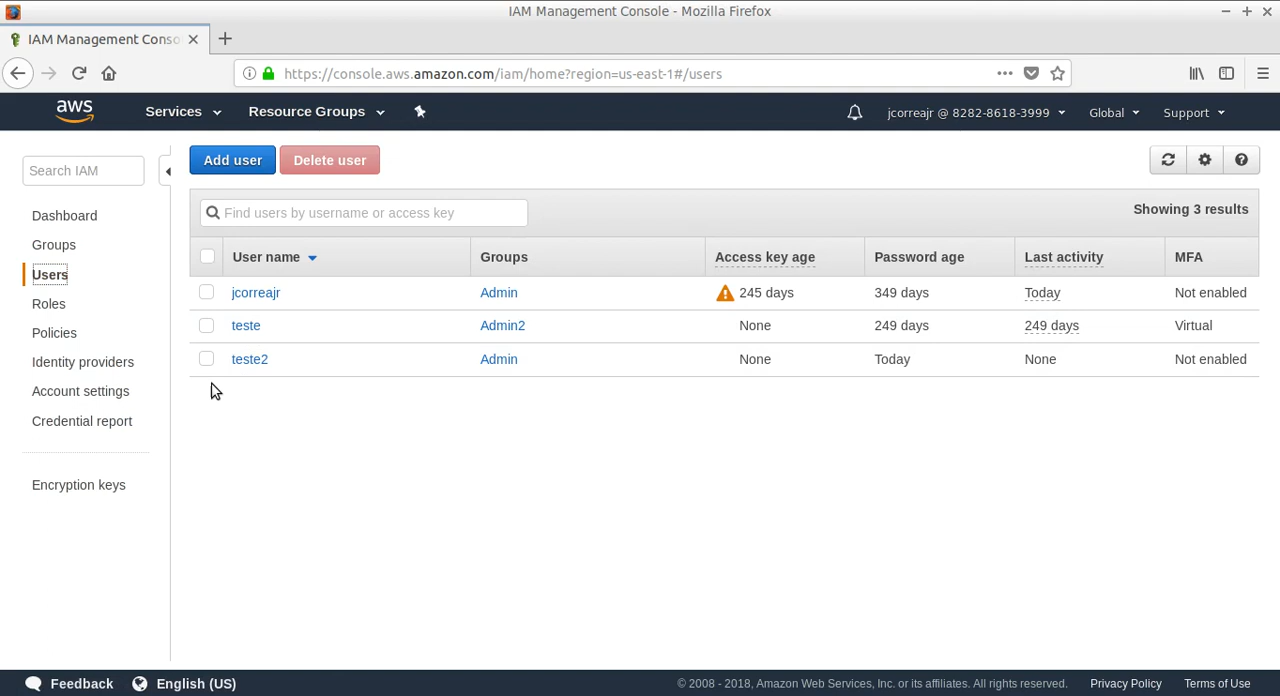 IAM Management Console - Mozilla Firefox
IAM Management Conso
https://console.aws.amazon.com/iam/home?region=us-east-1#/users
aws Services Resource Groups jcorreajr @ 8282-8618-3999 Global Support
Search IAM
Dashboard
Groups
Users
Roles
Policies
Identity providers
Account settings
Credential report
Encryption keys
Add user Delete user
Find users by username or access key Showing 3 results
User name Groups Access key age Password age Last activity MFA
jcorreajr Admin 245 days 349 days Today Not enabled
teste Admin2 None 249 days 249 days Virtual
teste2 Admin None Today None Not enabled
Feedback English (US) © 2008 - 2018, Amazon Web Services, Inc. or its affiliates. All rights reserved. Privacy Policy Terms of Use